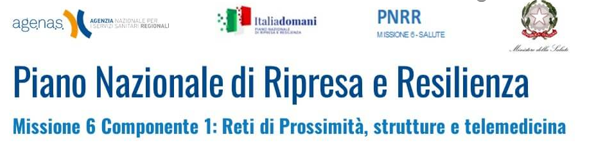 agenas.
AGENZIA NAZIONALE PER
I SERVIZI SANITARI REGIONALI
Italiadomani
PIANO NAZIONALE
DI RIPRESA E RESILIENZA
PNRR
MISSIONE 6 - SALUTE
Ministero della Salute
Piano Nazionale di Ripresa e Resilienza
Missione 6 Componente 1: Reti di Prossimità, strutture e telemedicina